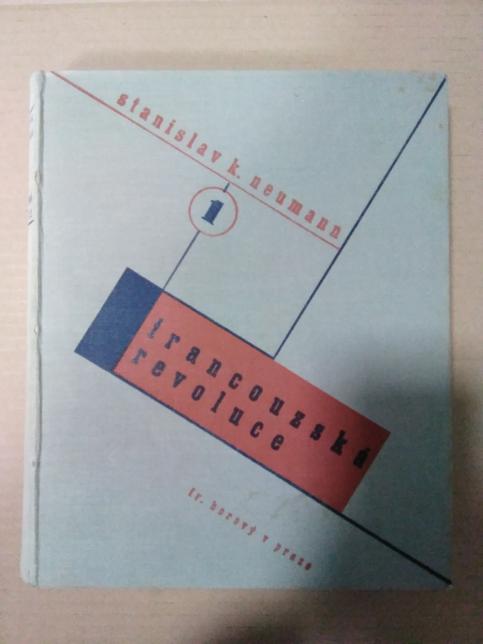 stanislav k. neumann
1
francouzská
revoluce
fr. borový v praze